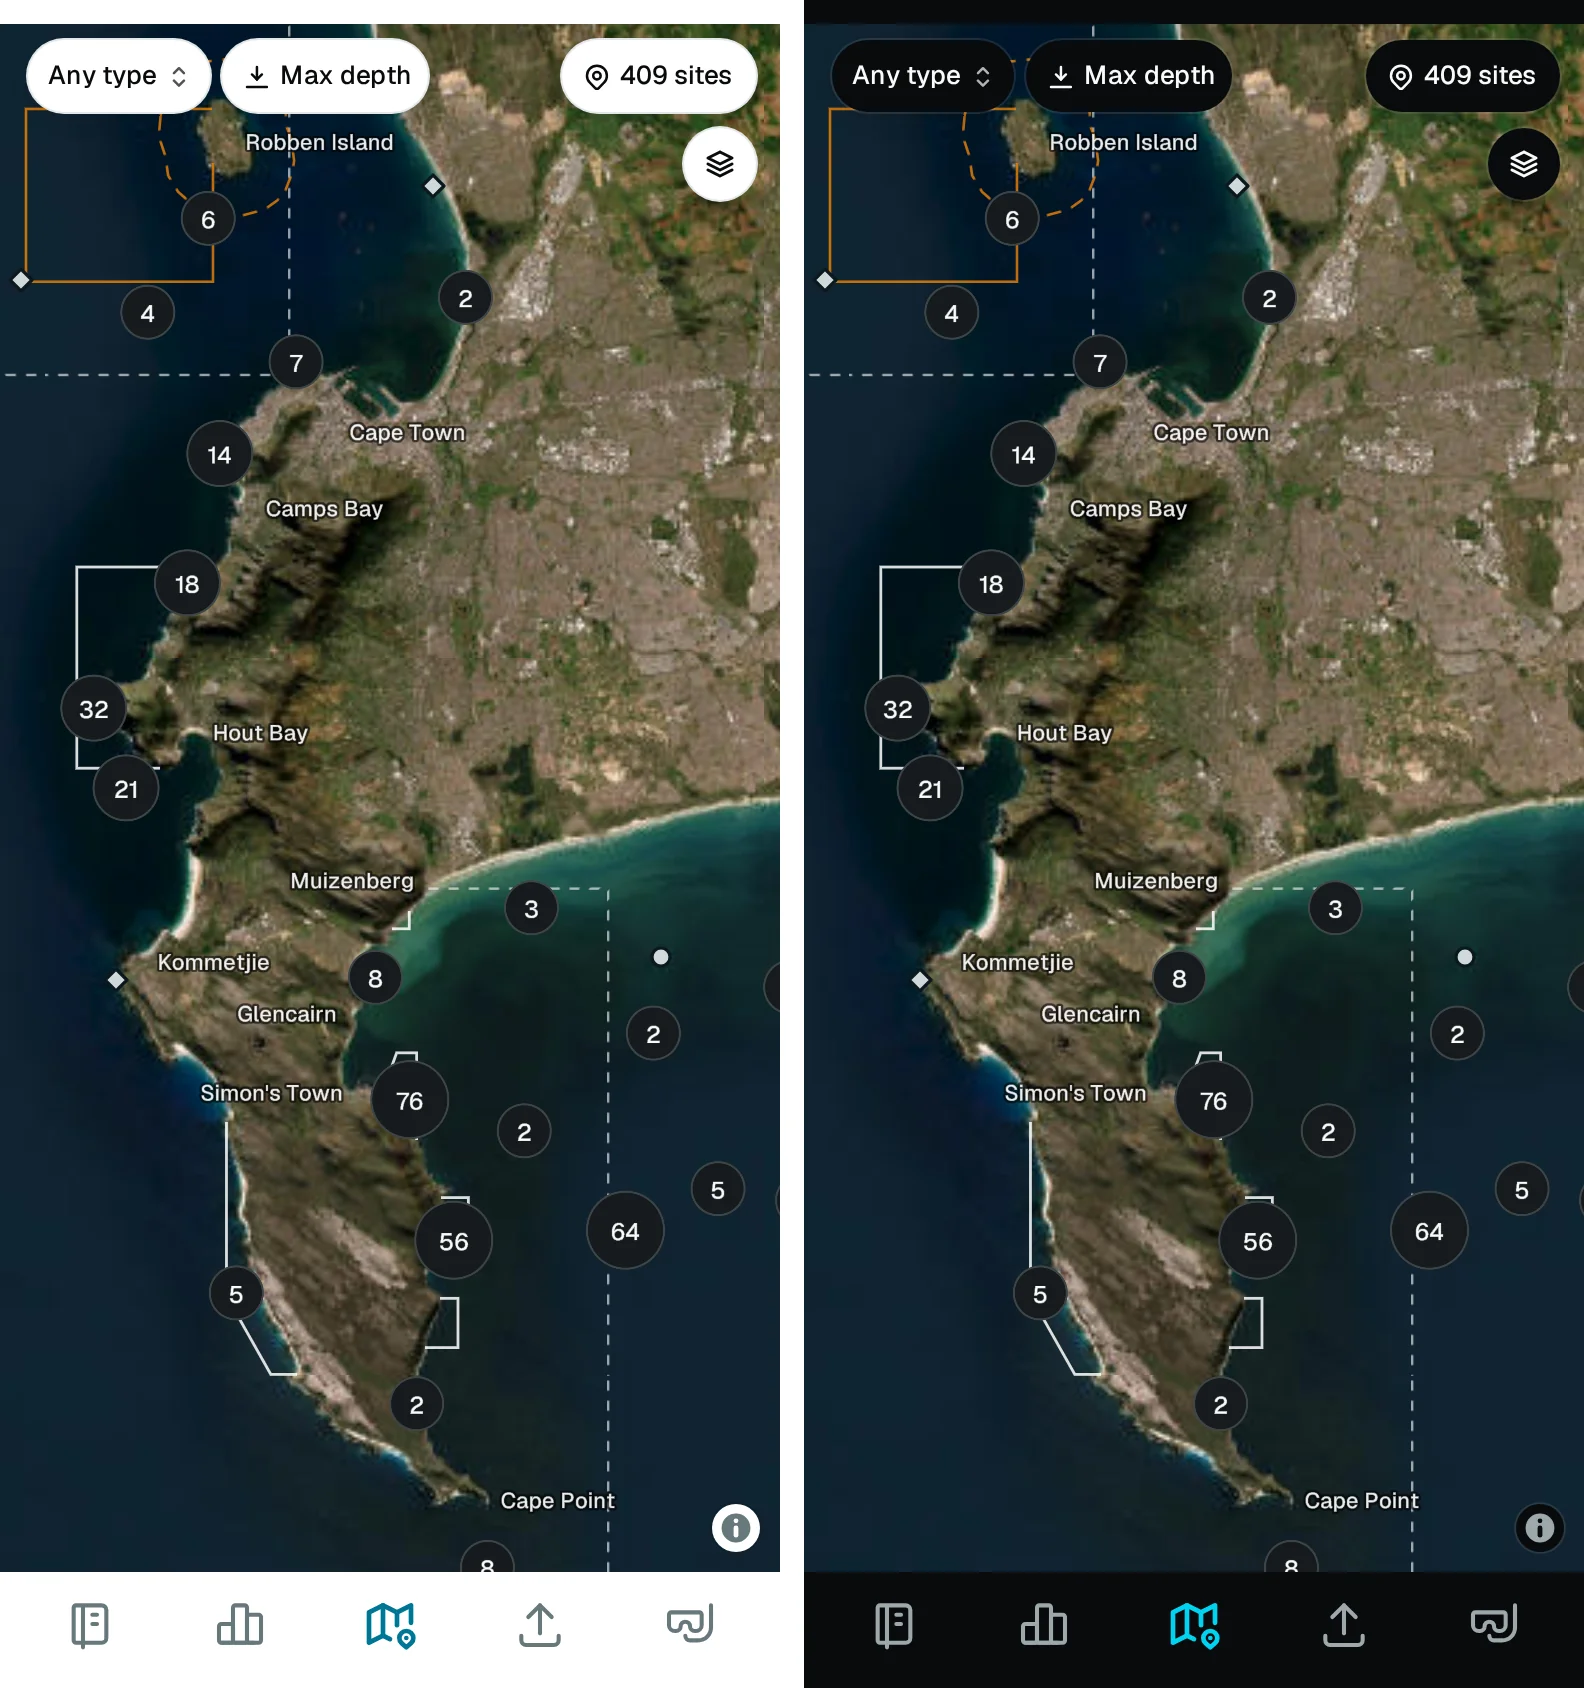 Any type
Max depth
409 sites
Robben Island
6
4
2
7
Cape Town
14
Camps Bay
18
32
Hout Bay
21
Muizenberg
3
Kommetjie
8
Glencairn
2
Simon's Town
76
2
5
64
56
5
2
Cape Point
8
Any type
Max depth
409 sites
Robben Island
6
4
2
7
Cape Town
14
Camps Bay
18
32
Hout Bay
21
Muizenberg
3
Kommetjie
8
Glencairn
2
Simon's Town
76
2
5
64
56
5
2
Cape Point
8